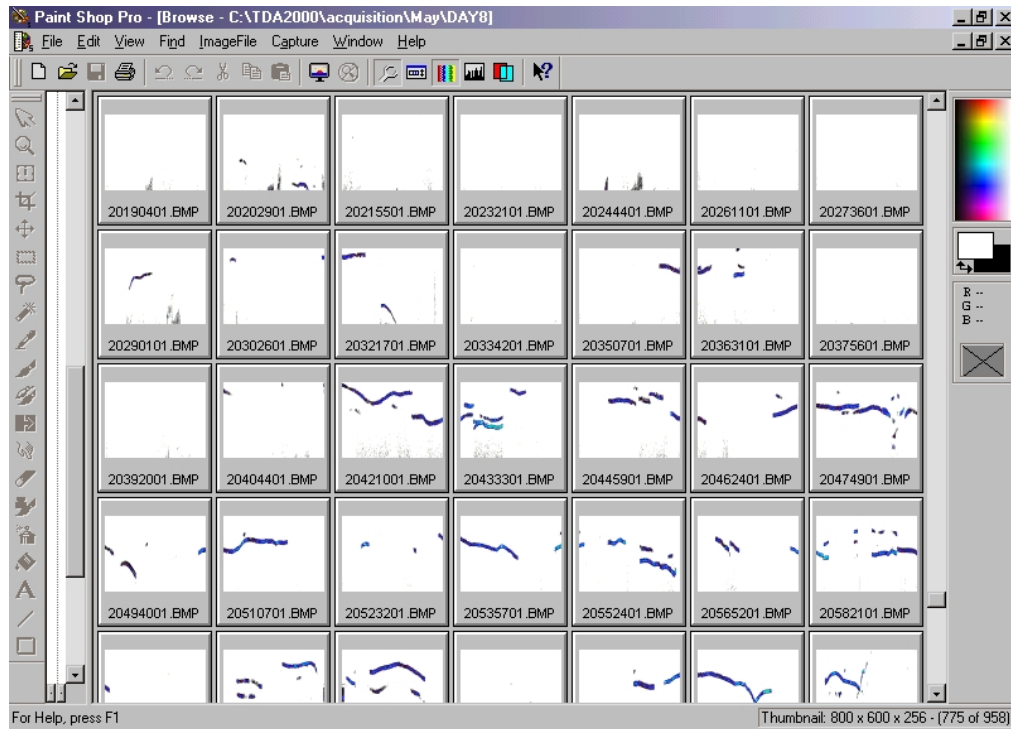 Paint Shop Pro - [Browse - C:\TDA2000\acquisition\May\DAY8]
File Edit View Find ImageFile Capture Window Help
20190401.BMP 20202901.BMP 20215501.BMP 20232101.BMP 20244401.BMP 20261101.BMP 20273601.BMP
R --
G --
B --
20290101.BMP 20302601.BMP 20321701.BMP 20334201.BMP 20350701.BMP 20363101.BMP 20375601.BMP
20392001.BMP 20404401.BMP 20421001.BMP 20433301.BMP 20445901.BMP 20462401.BMP 20474901.BMP
20494001.BMP 20510701.BMP 20523201.BMP 20535701.BMP 20552401.BMP 20565201.BMP 20582101.BMP
For Help, press F1
Thumbnail: 800 x 600 x 256 - (775 of 958)